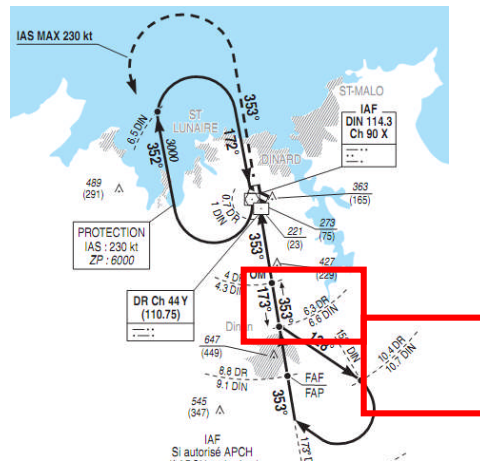 IAS MAX 230 kt
ST-MALO
IAF
DIN 114.3
Ch 90 X
353°
ST
LUNAIRE
6.5 DIN
3000
352°
172°
DINARD
489
(291)
363
(165)
0.7 DR
1 DIN
273
(75)
221
(23)
PROTECTION
IAS : 230 kt
ZP : 6000
353°
427
(229)
DR Ch 44 Y
(110.75)
OM
4 DR
4.3 DIN
173°
353°
6.3 DR
6.6 DIN
Dinan
10.4 DR
10.7 DIN
647
(449)
8.8 DR
9.1 DIN
FAF
FAP
353°
545
(347)
173°
IAF
Si autorisé APCH